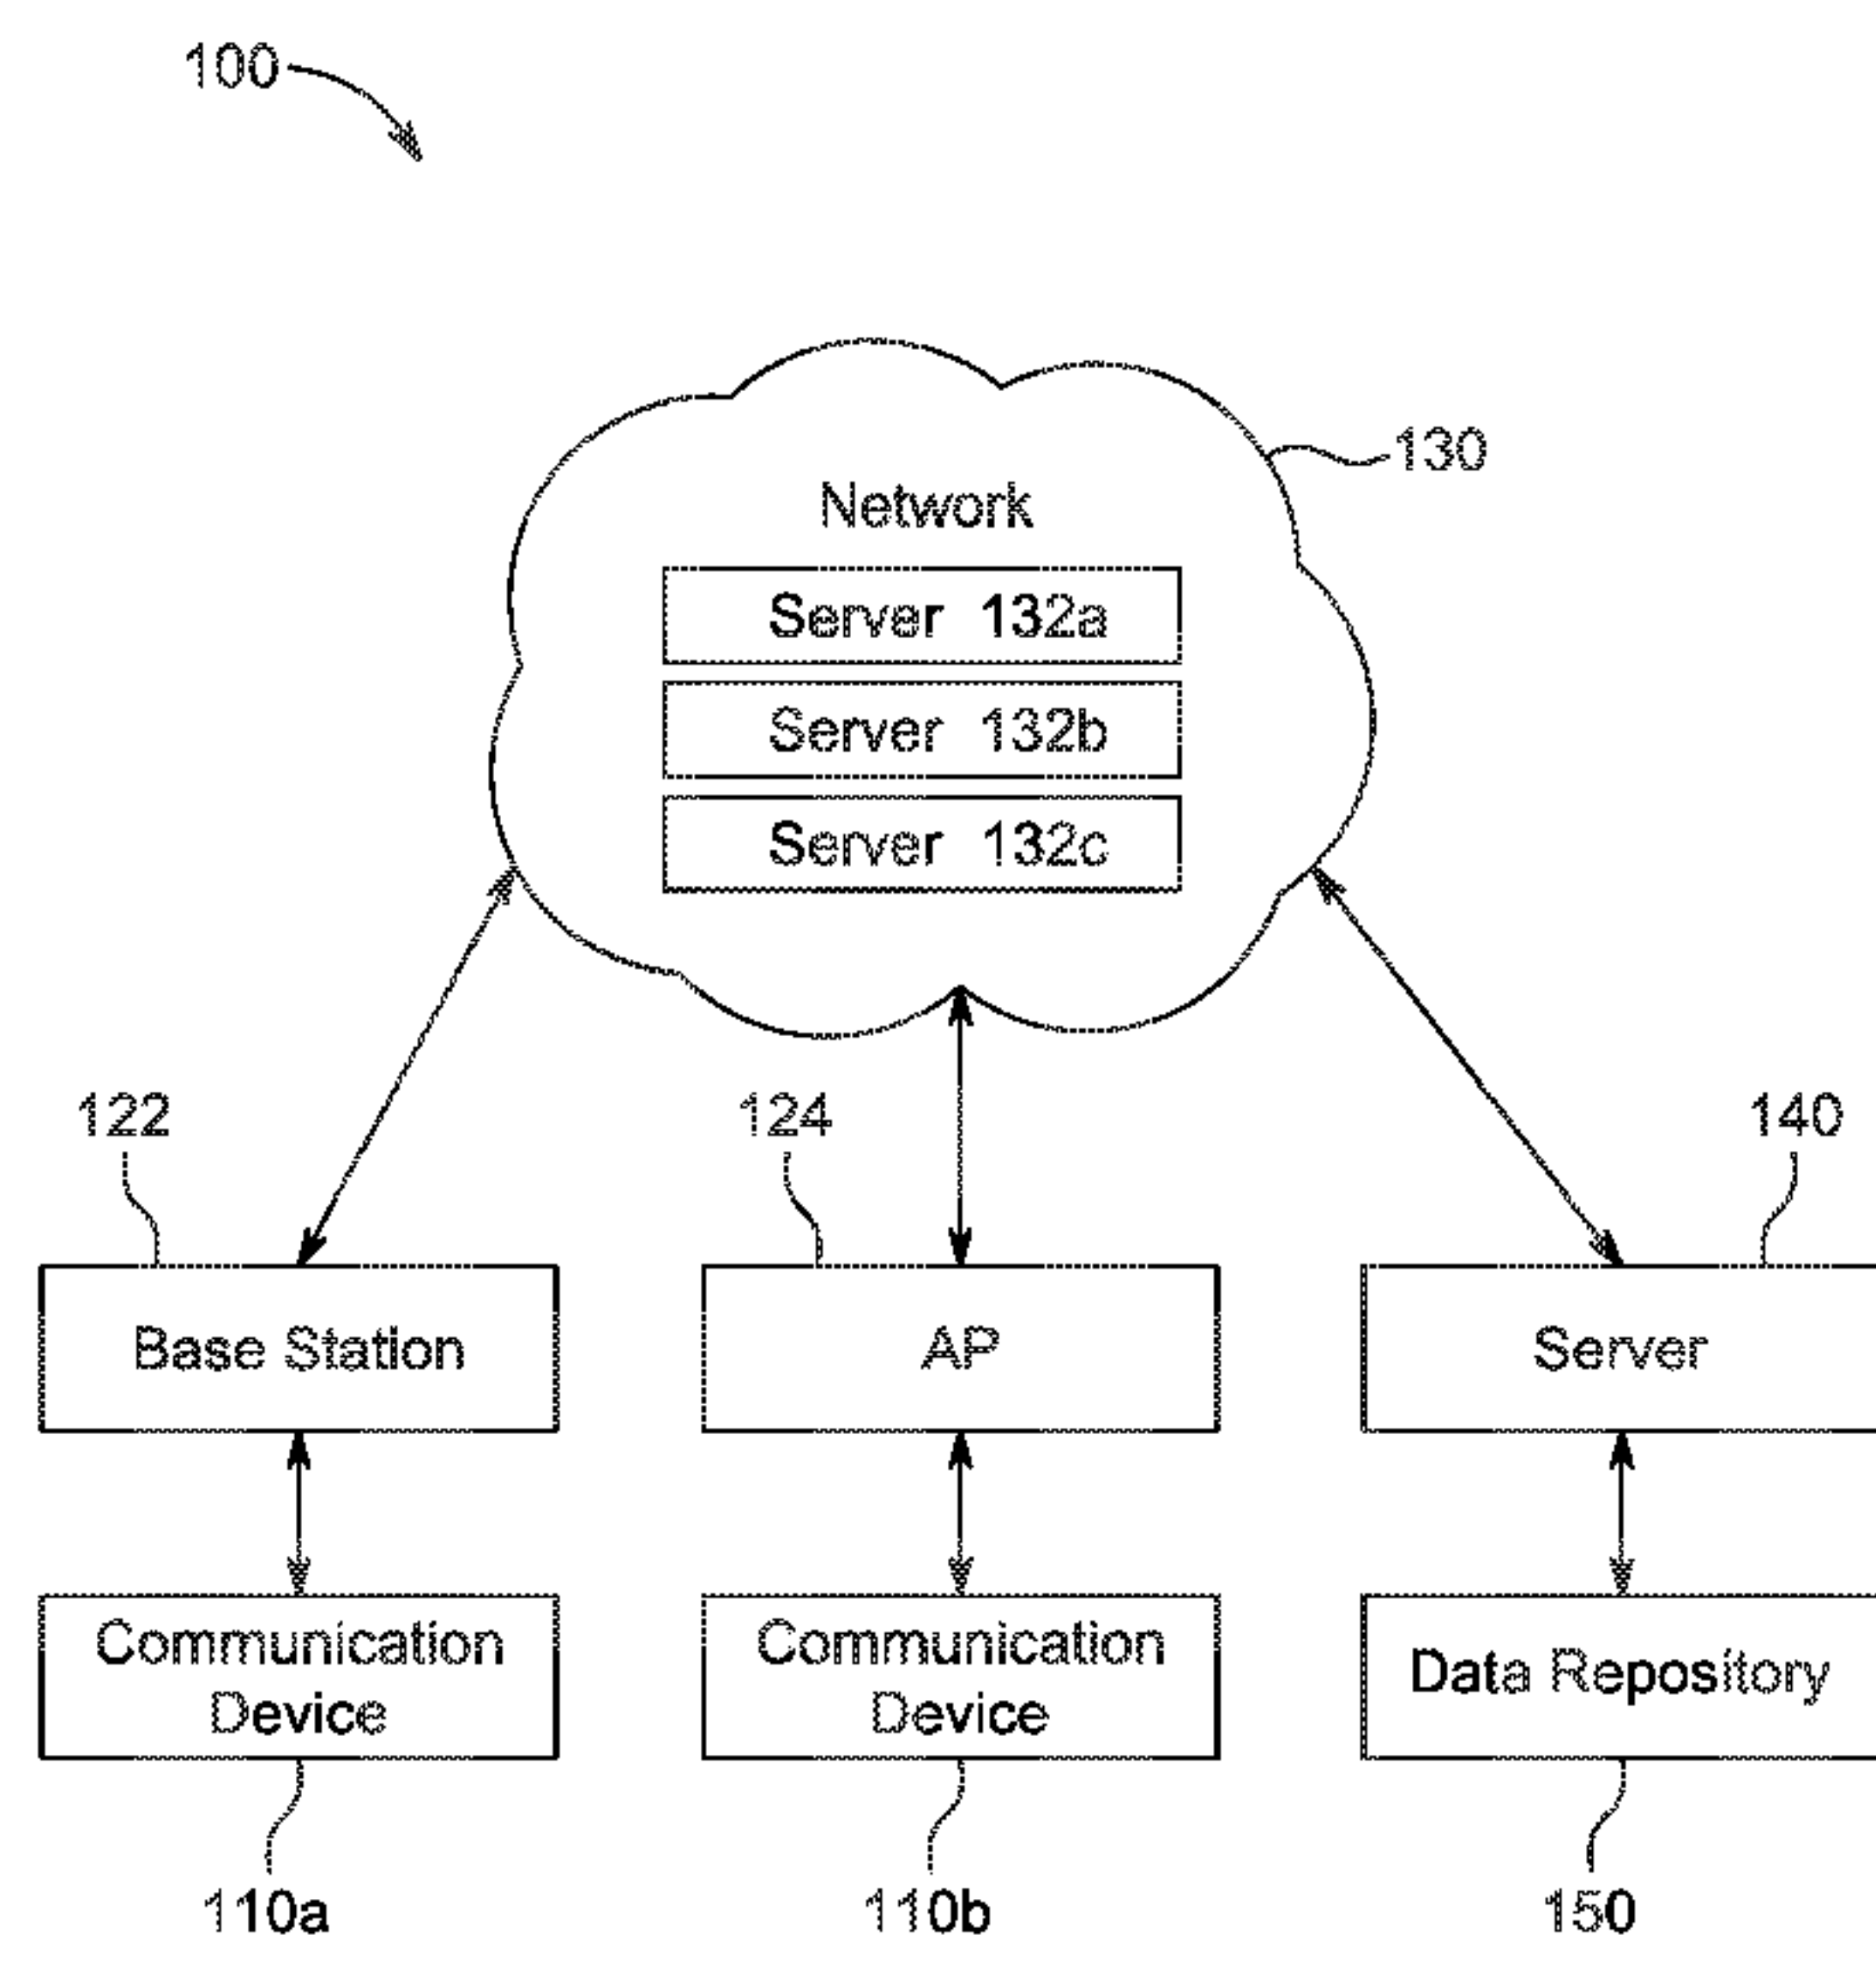 100
130
Network
Server 132a
Server 132b
Server 132c
122
124
140
Base Station
AP
Server
Communication
Device
Communication
Device
Data Repository
110a
110b
150